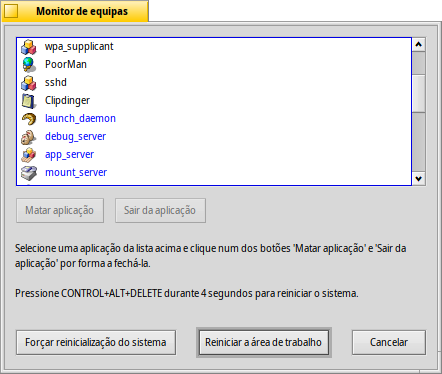 Monitor de equipas
wpa_supplicant
PoorMan
sshd
Clipdinger
launch_daemon
debug_server
app_server
mount_server
Matar aplicação
Sair da aplicação
Selecione uma aplicação da lista acima e clique num dos botões 'Matar aplicação' e 'Sair da
aplicação' por forma a fechá-la.
Pressione CONTROL+ALT+DELETE durante 4 segundos para reiniciar o sistema.
Forçar reinicialização do sistema
Reiniciar a área de trabalho
Cancelar